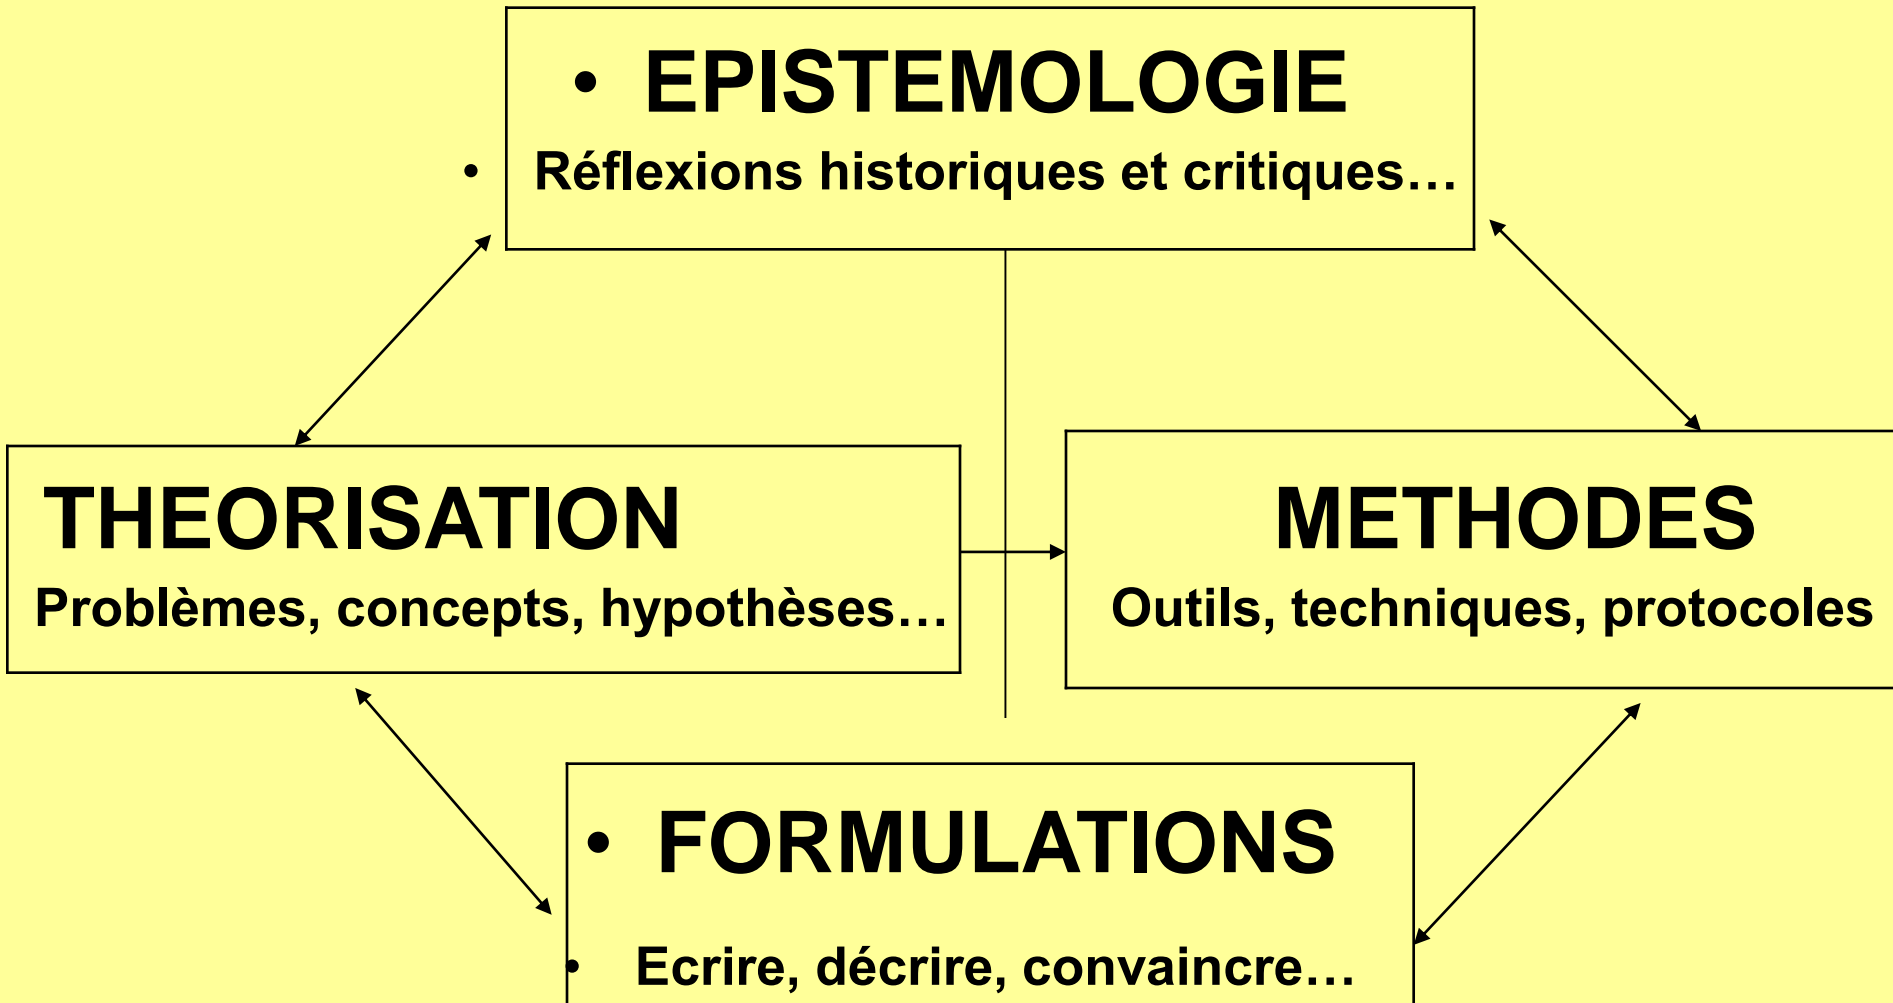 • EPISTEMOLOGIE
• Réflexions historiques et critiques…
THEORISATION
Problèmes, concepts, hypothèses…
METHODES
Outils, techniques, protocoles
• FORMULATIONS
• Ecrire, décrire, convaincre…